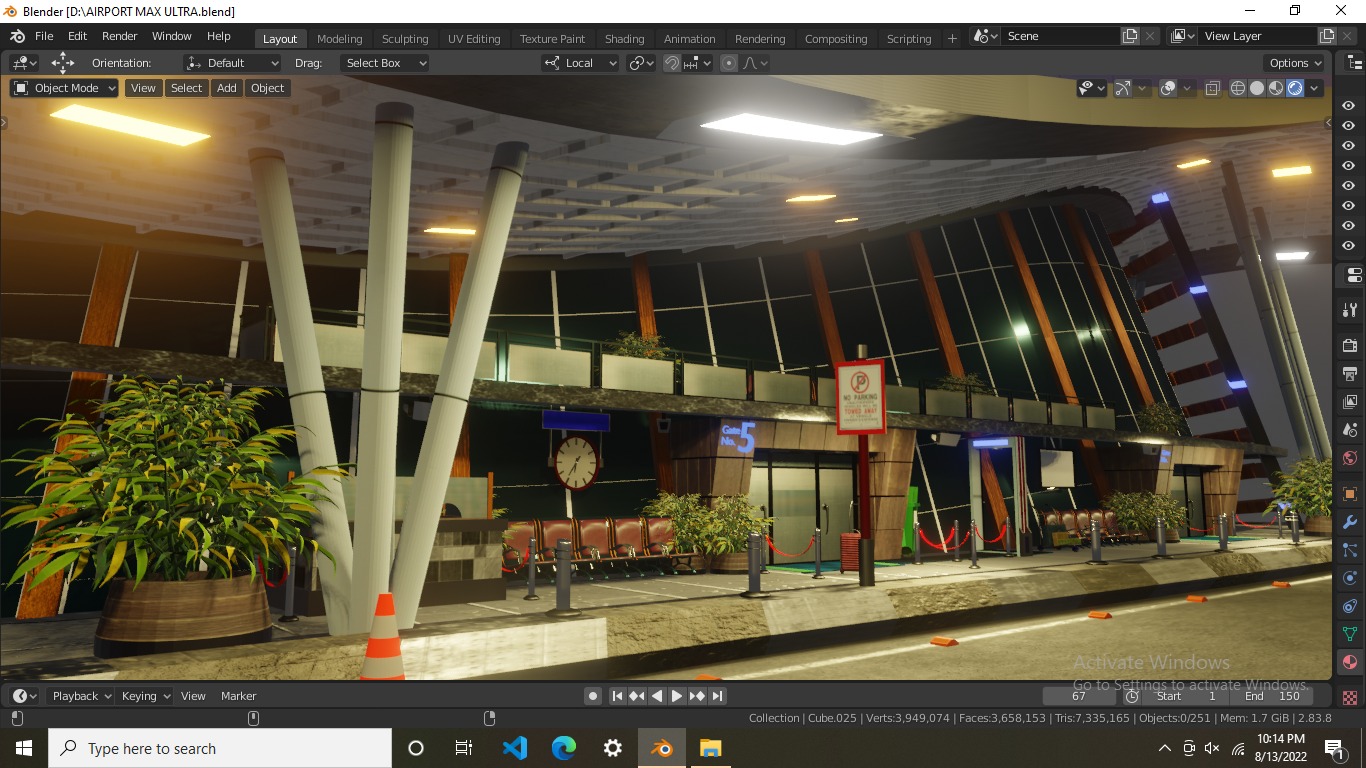 Blender [D:\AIRPORT MAX ULTRA.blend]
File Edit Render Window Help Layout Modeling Sculpting UV Editing Texture Paint Shading Animation Rendering Compositing Scripting + Scene View Layer
Orientation: Default Drag: Select Box Local Options
Object Mode View Select Add Object
P
NO PARKING
TOWED AWAY
Gate
No. 5
Activate Windows
Go to Settings to activate Windows.
Playback Keying View Marker 67 Start 1 End 150
Collection | Cube.025 | Verts:3,949,074 | Faces:3,658,153 | Tris:7,335,165 | Objects:0/251 | Mem: 1.7 GiB | 2.83.8
Type here to search
10:14 PM
8/13/2022
1